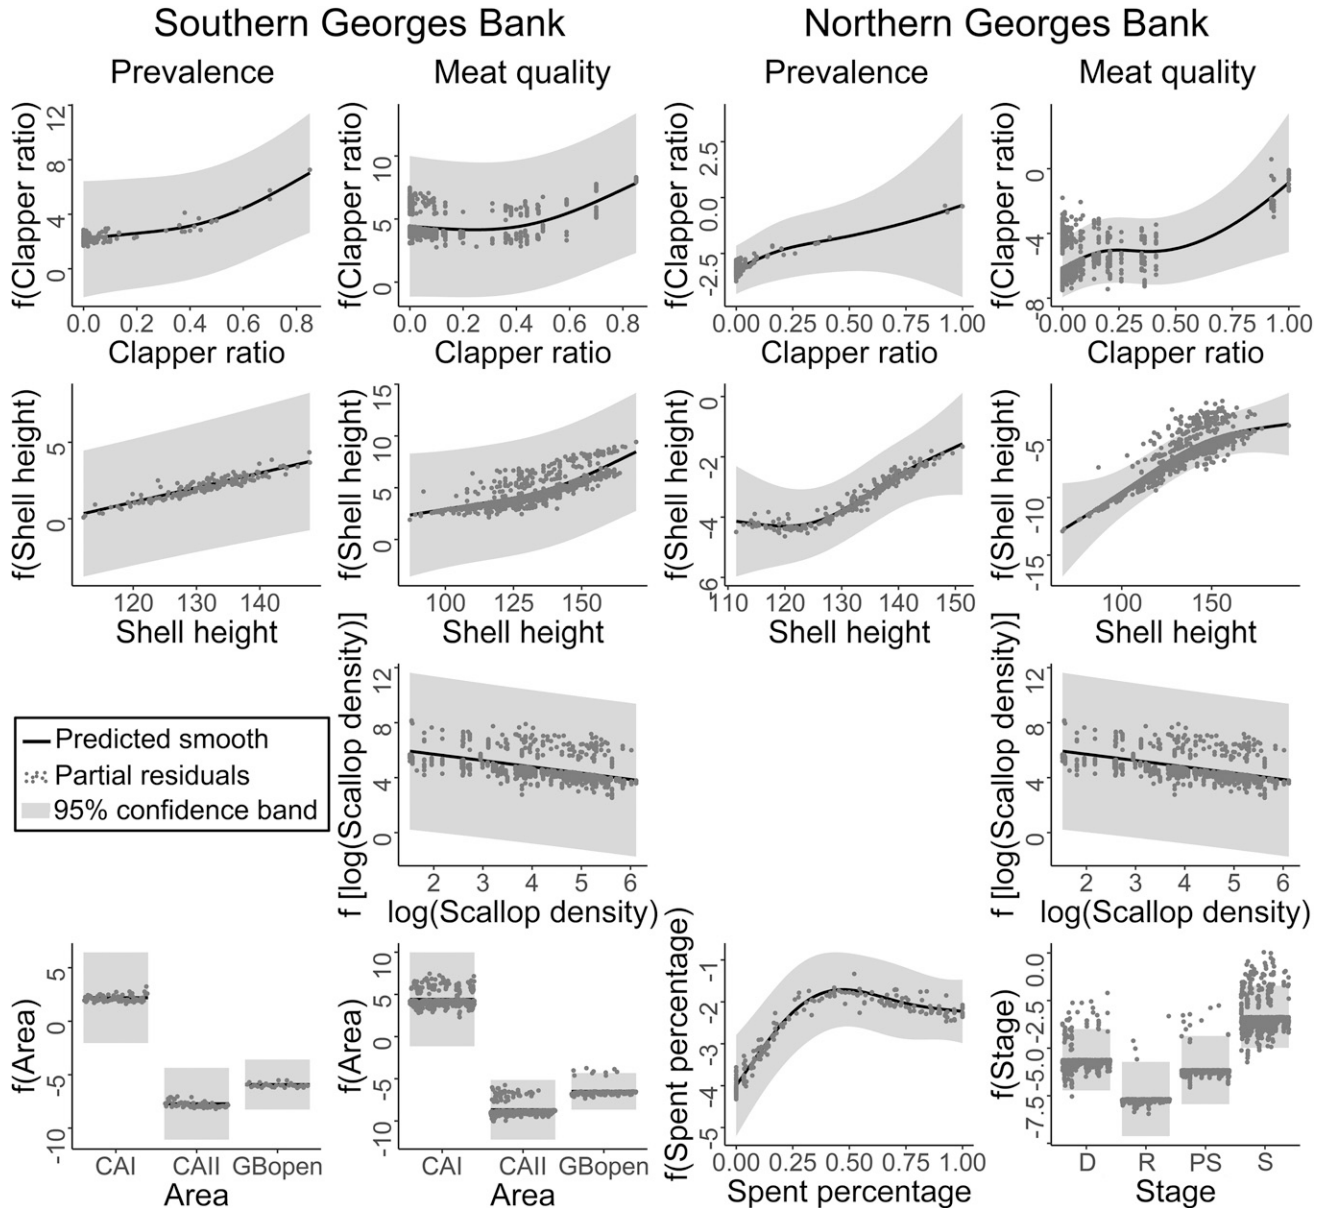 Southern Georges Bank Northern Georges Bank
Prevalence Meat quality Prevalence Meat quality
f(Clapper ratio)
12
8
4
0
0.0 0.2 0.4 0.6 0.8
Clapper ratio
f(Clapper ratio)
10
5
0
0.0 0.2 0.4 0.6 0.8
Clapper ratio
f(Clapper ratio)
2.5
0.0
-2.5
0.00 0.25 0.50 0.75 1.00
Clapper ratio
f(Clapper ratio)
0
-4
-8
0.00 0.25 0.50 0.75 1.00
Clapper ratio
f(Shell height)
5
0
120 130 140
Shell height
f(Shell height)
15
10
5
0
100 125 150
Shell height
f(Shell height)
0
-2
-4
-6
110 120 130 140 150
Shell height
f(Shell height)
-5
-10
-15
100 150
Shell height
Predicted smooth
Partial residuals
95% confidence band
f [log(Scallop density)]
12
8
4
0
2 3 4 5 6
log(Scallop density)
f [log(Scallop density)]
12
8
4
0
2 3 4 5 6
log(Scallop density)
f(Area)
5
0
-5
-10
CAI CAII GBopen
Area
f(Area)
10
5
0
-5
-10
CAI CAII GBopen
Area
f(Spent percentage)
-1
-2
-3
-4
-5
0.00 0.25 0.50 0.75 1.00
Spent percentage
f(Stage)
0.0
-2.5
-5.0
-7.5
D R PS S
Stage